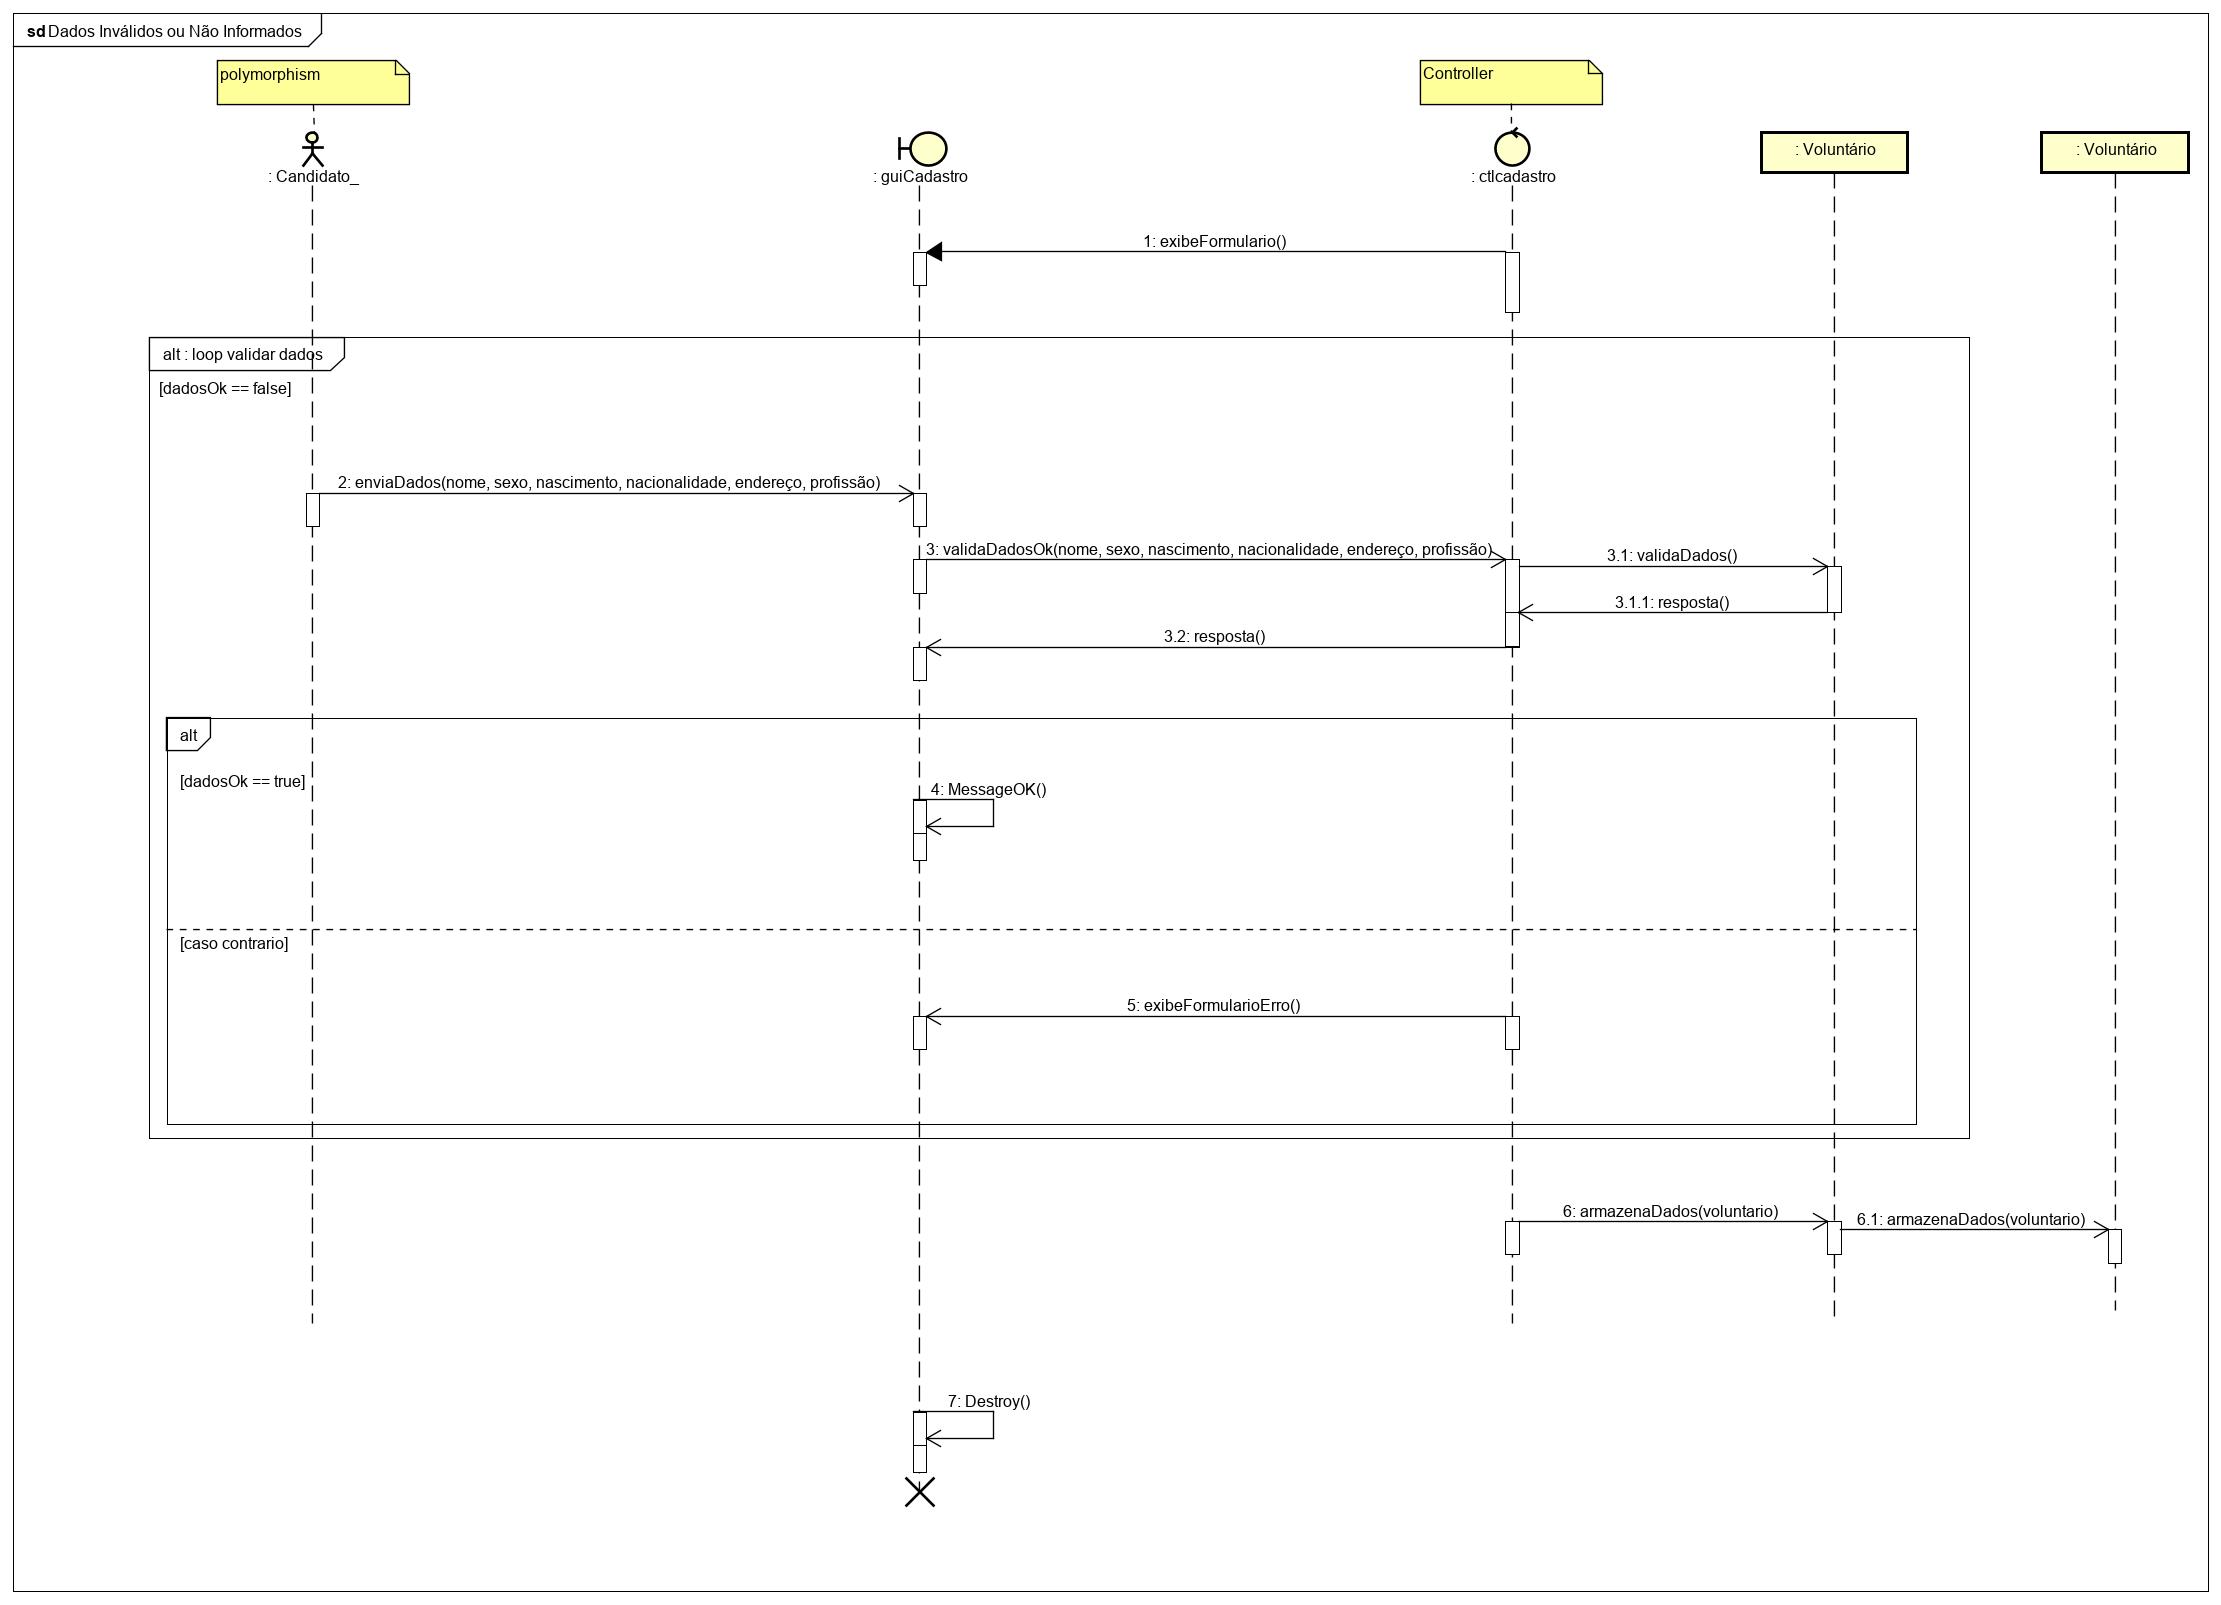 sd Dados Inválidos ou Não Informados
polymorphism
Controller
: Candidato_
: guiCadastro
: ctlcadastro
: Voluntário
: Voluntário
1: exibeFormulario()
alt : loop validar dados
[dadosOk == false]
2: enviaDados(nome, sexo, nascimento, nacionalidade, endereço, profissão)
3: validaDadosOk(nome, sexo, nascimento, nacionalidade, endereço, profissão)
3.1: validaDados()
3.1.1: resposta()
3.2: resposta()
alt
[dadosOk == true]
4: MessageOK()
[caso contrario]
5: exibeFormularioErro()
6: armazenaDados(voluntario)
6.1: armazenaDados(voluntario)
7: Destroy()